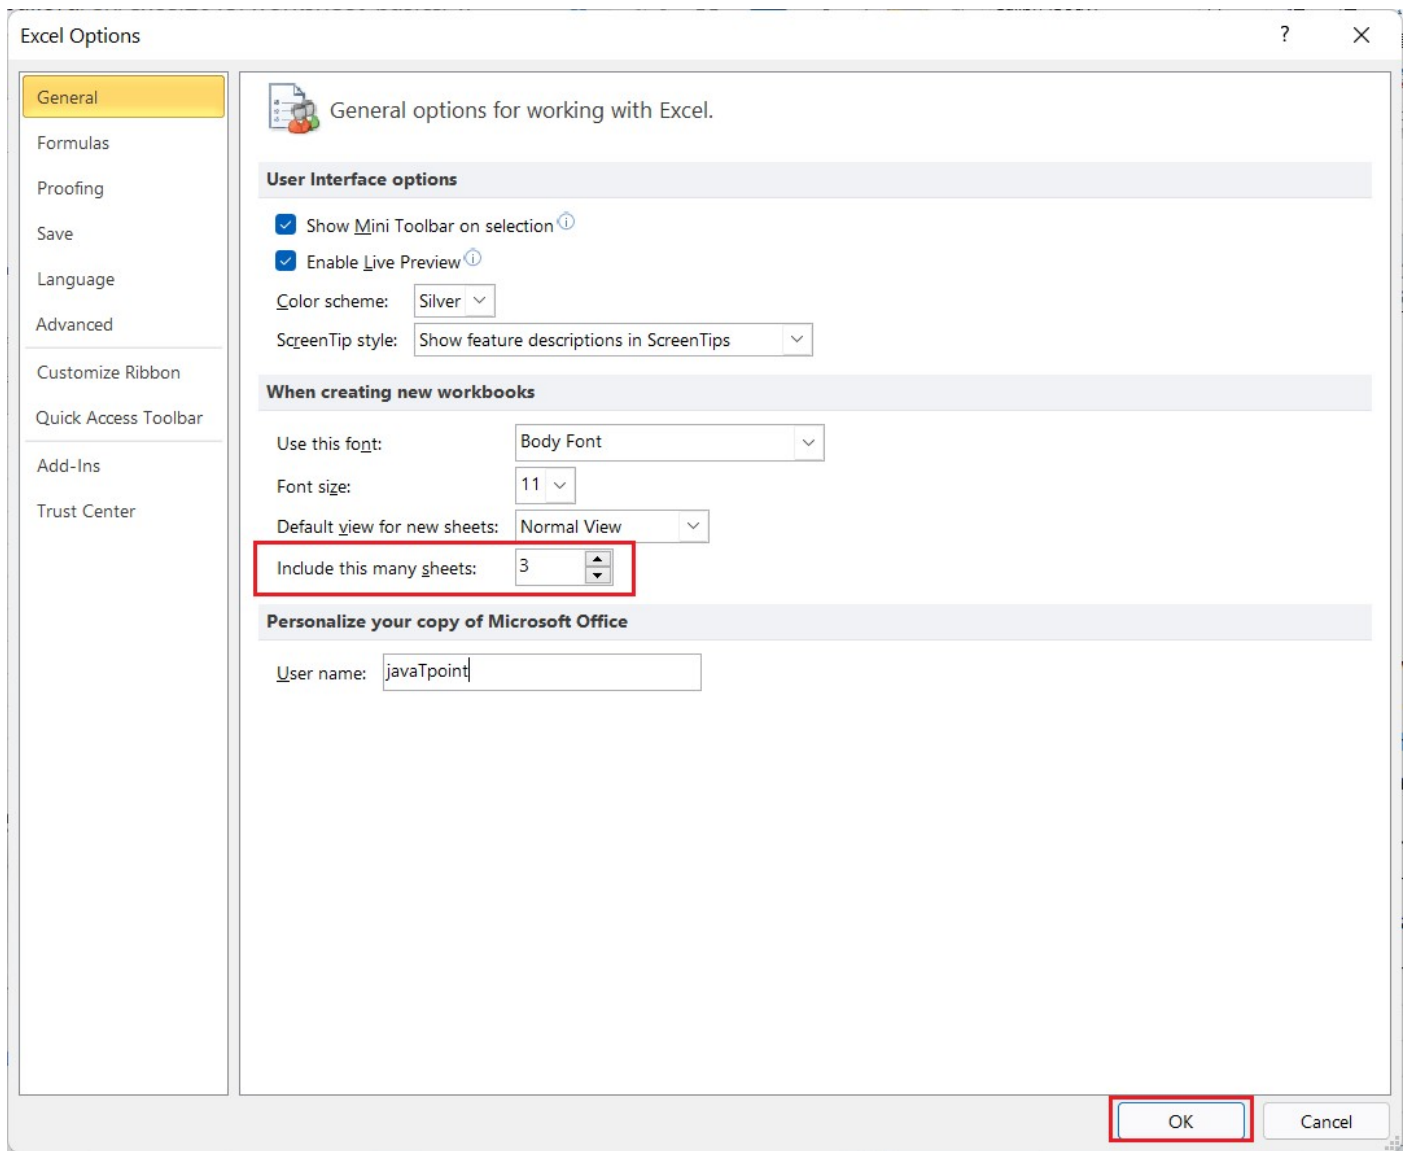 Excel Options
?
General
Formulas
Proofing
Save
Language
Advanced
Customize Ribbon
Quick Access Toolbar
Add-Ins
Trust Center
General options for working with Excel.
User Interface options
Show Mini Toolbar on selection
Enable Live Preview
Color scheme: Silver
ScreenTip style: Show feature descriptions in ScreenTips
When creating new workbooks
Use this font: Body Font
Font size: 11
Default view for new sheets: Normal View
Include this many sheets: 3
Personalize your copy of Microsoft Office
User name: javaTpoint
OK Cancel